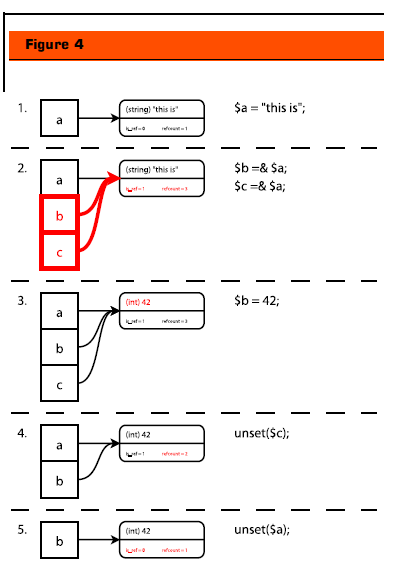 Figure 4
1.
a
(string) "this is"
is_ref = 0 refcount = 1
$a = "this is";
2.
a
b
c
(string) "this is"
is_ref = 1 refcount = 3
$b =& $a;
$c =& $a;
3.
a
b
c
(int) 42
is_ref = 1 refcount = 3
$b = 42;
4.
a
b
(int) 42
is_ref = 1 refcount = 2
unset($c);
5.
b
(int) 42
is_ref = 0 refcount = 1
unset($a);